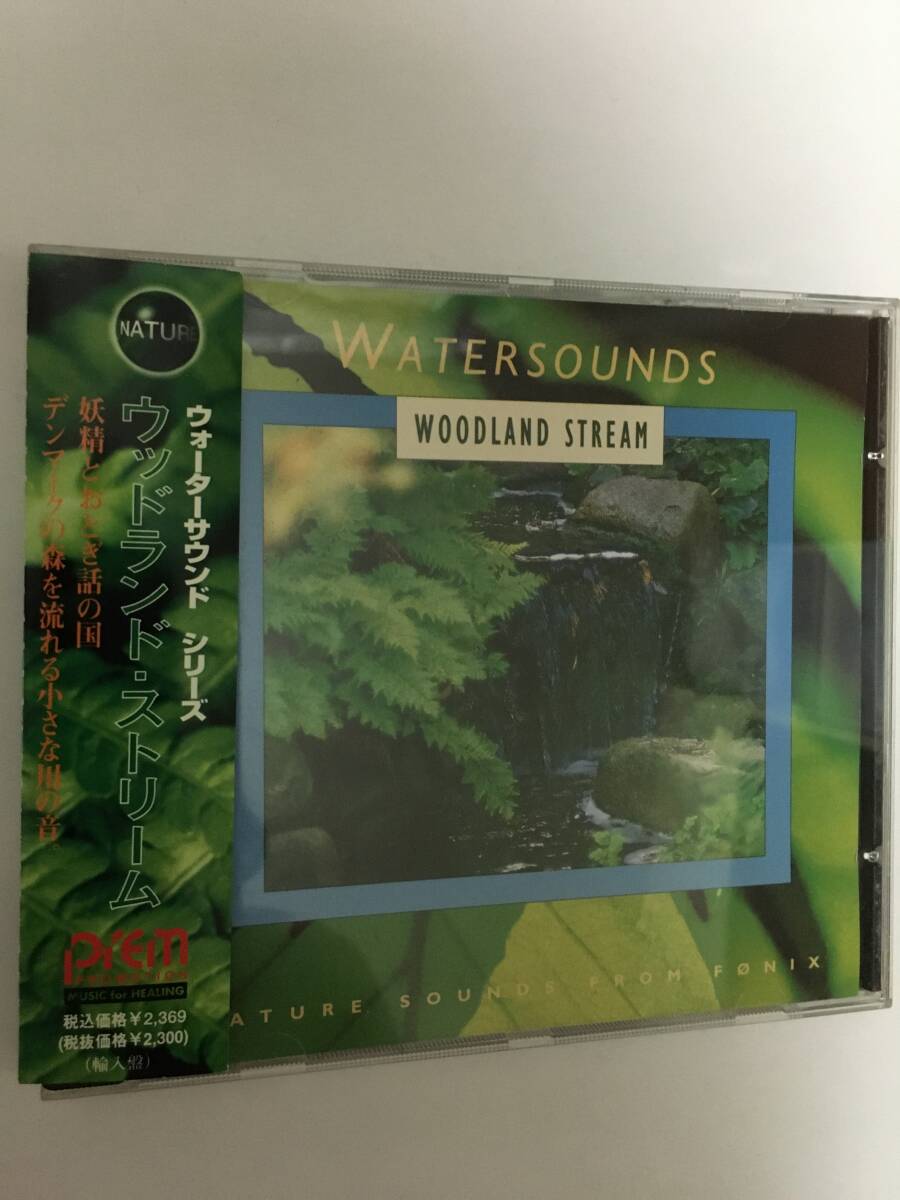 NATURE
ウォーターサウンド シリーズ
ウッドランド・ストリーム
妖精とおとぎ話の国
デンマークの森を流れる小さな川の音。
Prem
PROMOTION
MUSIC for HEALING
税込価格￥2,369
(税抜価格￥2,300)
(輸入盤)
WATERSOUNDS
WOODLAND STREAM
ATURE SOUNDS FROM FØNIX